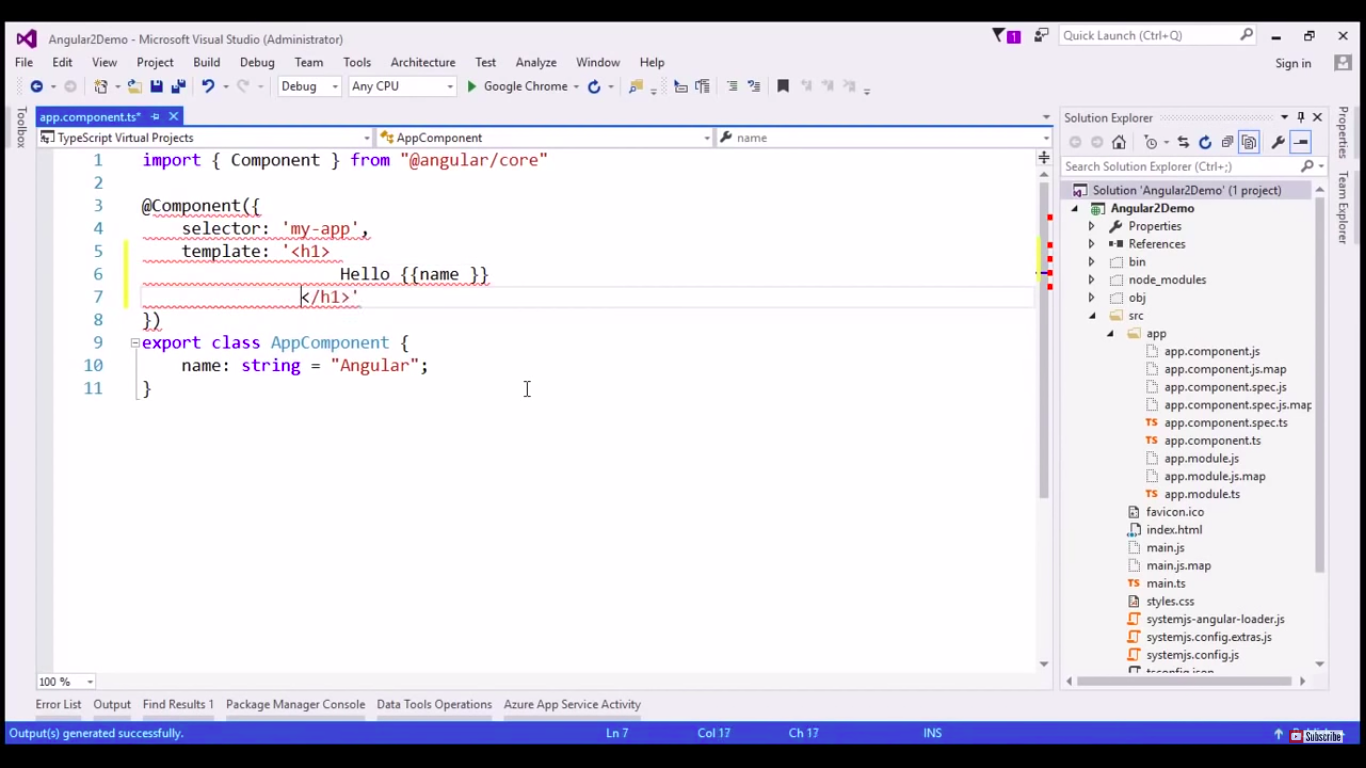 Angular2Demo - Microsoft Visual Studio (Administrator)
1
Quick Launch (Ctrl+Q)
File Edit View Project Build Debug Team Tools Architecture Test Analyze Window Help
Sign in
Debug Any CPU Google Chrome
Toolbox
app.component.ts*
TypeScript Virtual Projects AppComponent name
1 import { Component } from "@angular/core"
2
3 @Component({
4 selector: 'my-app',
5 template: '<h1>
6 Hello {{name }}
7 </h1>'
8 })
9 export class AppComponent {
10 name: string = "Angular";
11 }
100 %
Solution Explorer
Search Solution Explorer (Ctrl+;)
Solution 'Angular2Demo' (1 project)
Angular2Demo
Properties
References
bin
node_modules
obj
src
app
app.component.js
app.component.js.map
app.component.spec.js
app.component.spec.js.map
app.component.spec.ts
TS app.component.ts
app.module.js
app.module.js.map
TS app.module.ts
favicon.ico
index.html
main.js
main.js.map
TS main.ts
styles.css
systemjs-angular-loader.js
systemjs.config.extras.js
systemjs.config.js
Properties
Team Explorer
Error List Output Find Results 1 Package Manager Console Data Tools Operations Azure App Service Activity
Output(s) generated successfully. Ln 7 Col 17 Ch 17 INS
Subscribe